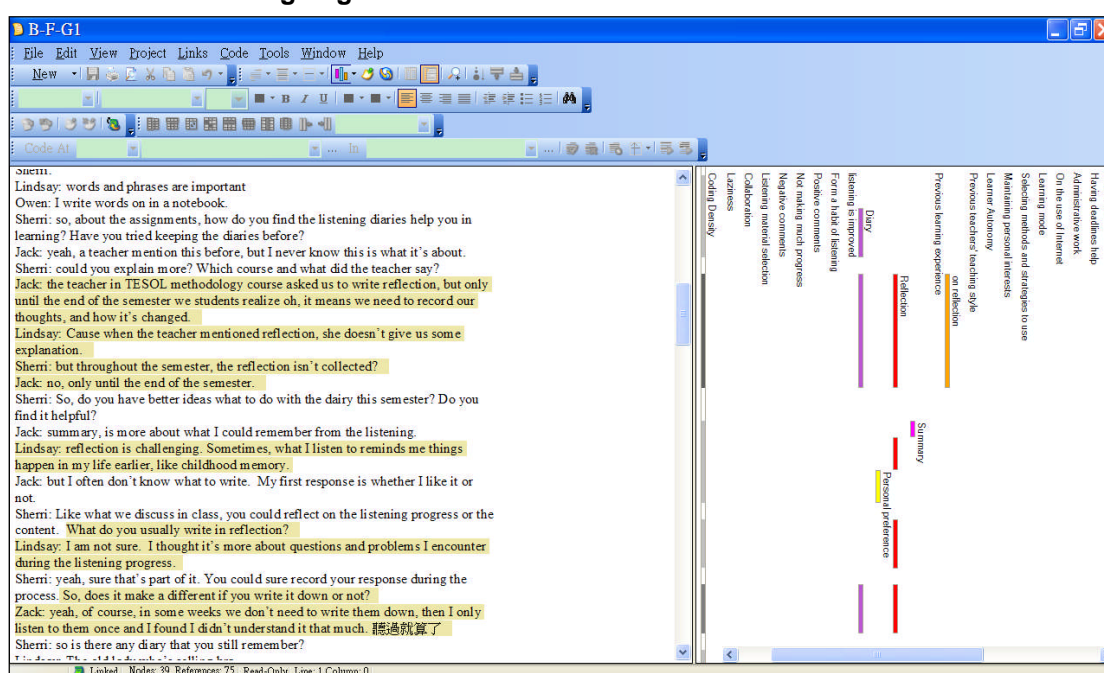 B-F-G1
File Edit View Project Links Code Tools Window Help
New
B I U
Code At In
Sherri:
Lindsay: words and phrases are important
Owen: I write words on in a notebook.
Sherri: so, about the assignments, how do you find the listening diaries help you in
learning? Have you tried keeping the diaries before?
Jack: yeah, a teacher mention this before, but I never know this is what it's about.
Sherri: could you explain more? Which course and what did the teacher say?
Jack: the teacher in TESOL methodology course asked us to write reflection, but only
until the end of the semester we students realize oh, it means we need to record our
thoughts, and how it's changed.
Lindsay: Cause when the teacher mentioned reflection, she doesn't give us some
explanation.
Sherri: but throughout the semester, the reflection isn't collected?
Jack: no, only until the end of the semester.
Sherri: So, do you have better ideas what to do with the dairy this semester? Do you
find it helpful?
Jack: summary, is more about what I could remember from the listening.
Lindsay: reflection is challenging. Sometimes, what I listen to reminds me things
happen in my life earlier, like childhood memory.
Jack: but I often don't know what to write. My first response is whether I like it or
not.
Sherri: Like what we discuss in class, you could reflect on the listening progress or the
content. What do you usually write in reflection?
Lindsay: I am not sure. I thought it's more about questions and problems I encounter
during the listening progress.
Sherri: yeah, sure that's part of it. You could sure record your response during the
process. So, does it make a different if you write it down or not?
Zack: yeah, of course, in some weeks we don't need to write them down, then I only
listen to them once and I found I didn't understand it that much. 聽過就算了
Sherri: so is there any diary that you still remember?
Lindsay: The old lady who's calling
Linked Nodes: 39 References: 75 Read-Only Line: 1 Column: 0
Coding Density
Laziness
Collaboration
Listening material selection
Negative comments
Not making much progress
Positive comments
Form a habit of listening
listening is improved
Diary
Personal preference
Reflection
Summary
Previous learning experience
on reflection
Previous teachers' teaching style
Learner Autonomy
Maintaining personal interests
Selecting methods and strategies to use
Learning mode
On the use of Internet
Administrative work
Having deadlines help